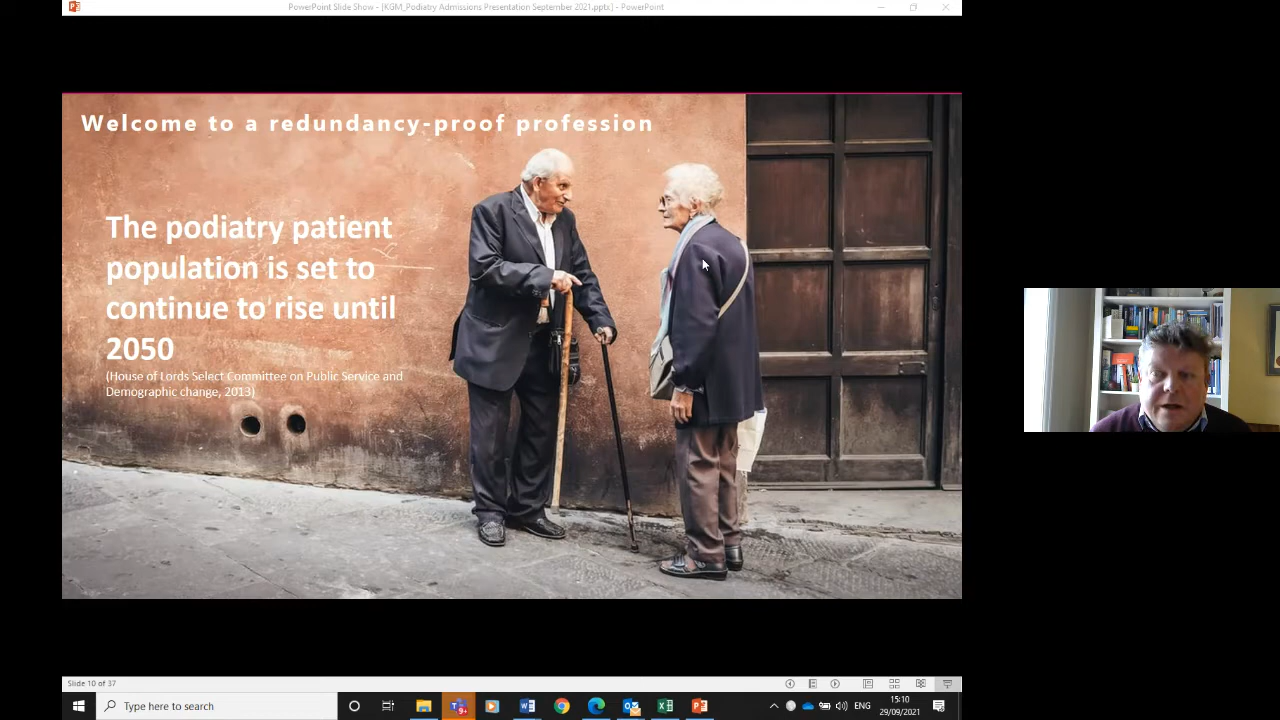 PowerPoint Slide Show - [KGM_Podiatry Admissions Presentation September 2021.pptx] - PowerPoint
Welcome to a redundancy-proof profession
The podiatry patient
population is set to
continue to rise until
2050
(House of Lords Select Committee on Public Service and
Demographic change, 2013)
Slide 10 of 37
Type here to search
9+
ENG
15:10
29/09/2021